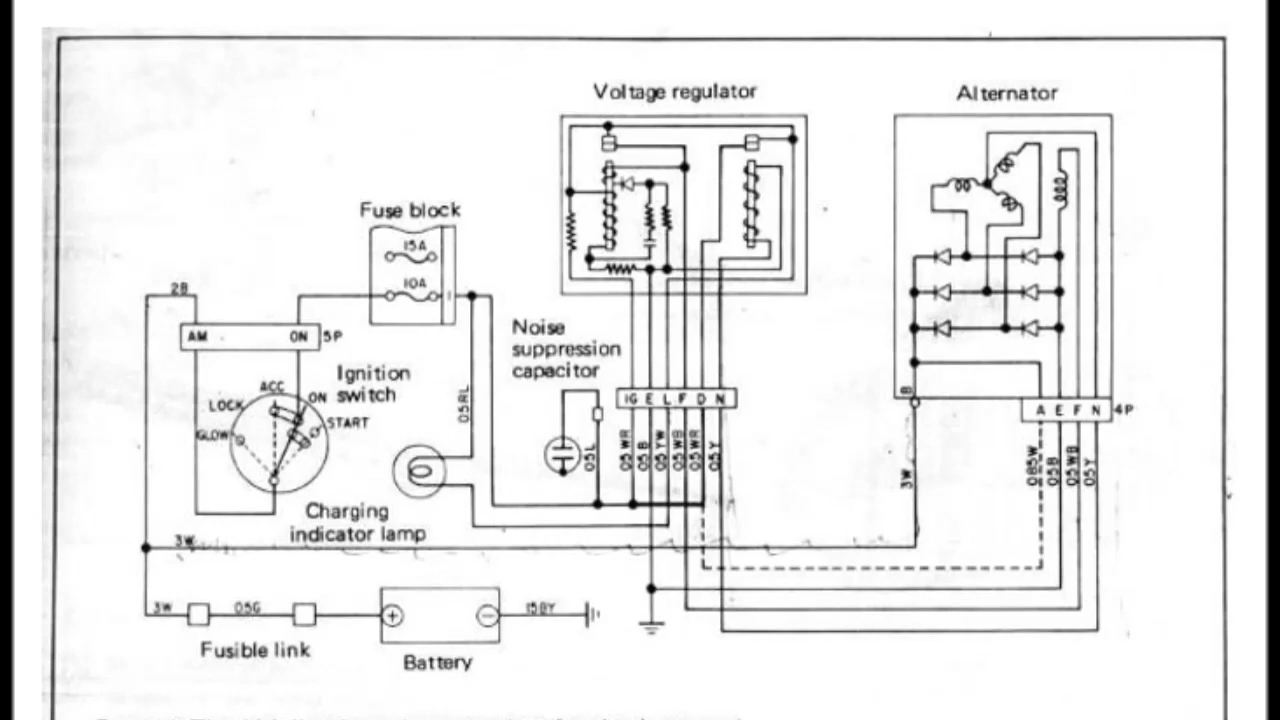 Voltage regulator
Alternator
Fuse block
15A
10A
2B
AM
ON
5P
Noise
suppression
capacitor
Ignition
switch
ACC
ON
LOCK
START
GLOW
05RL
IG E L F D N
05L
05WR
05B
05YW
05WB
05WR
05Y
B
A E F N
4P
3W
085W
05B
05WB
05Y
Charging
indicator lamp
3W
3W
05G
+
−
15BY
Fusible link
Battery